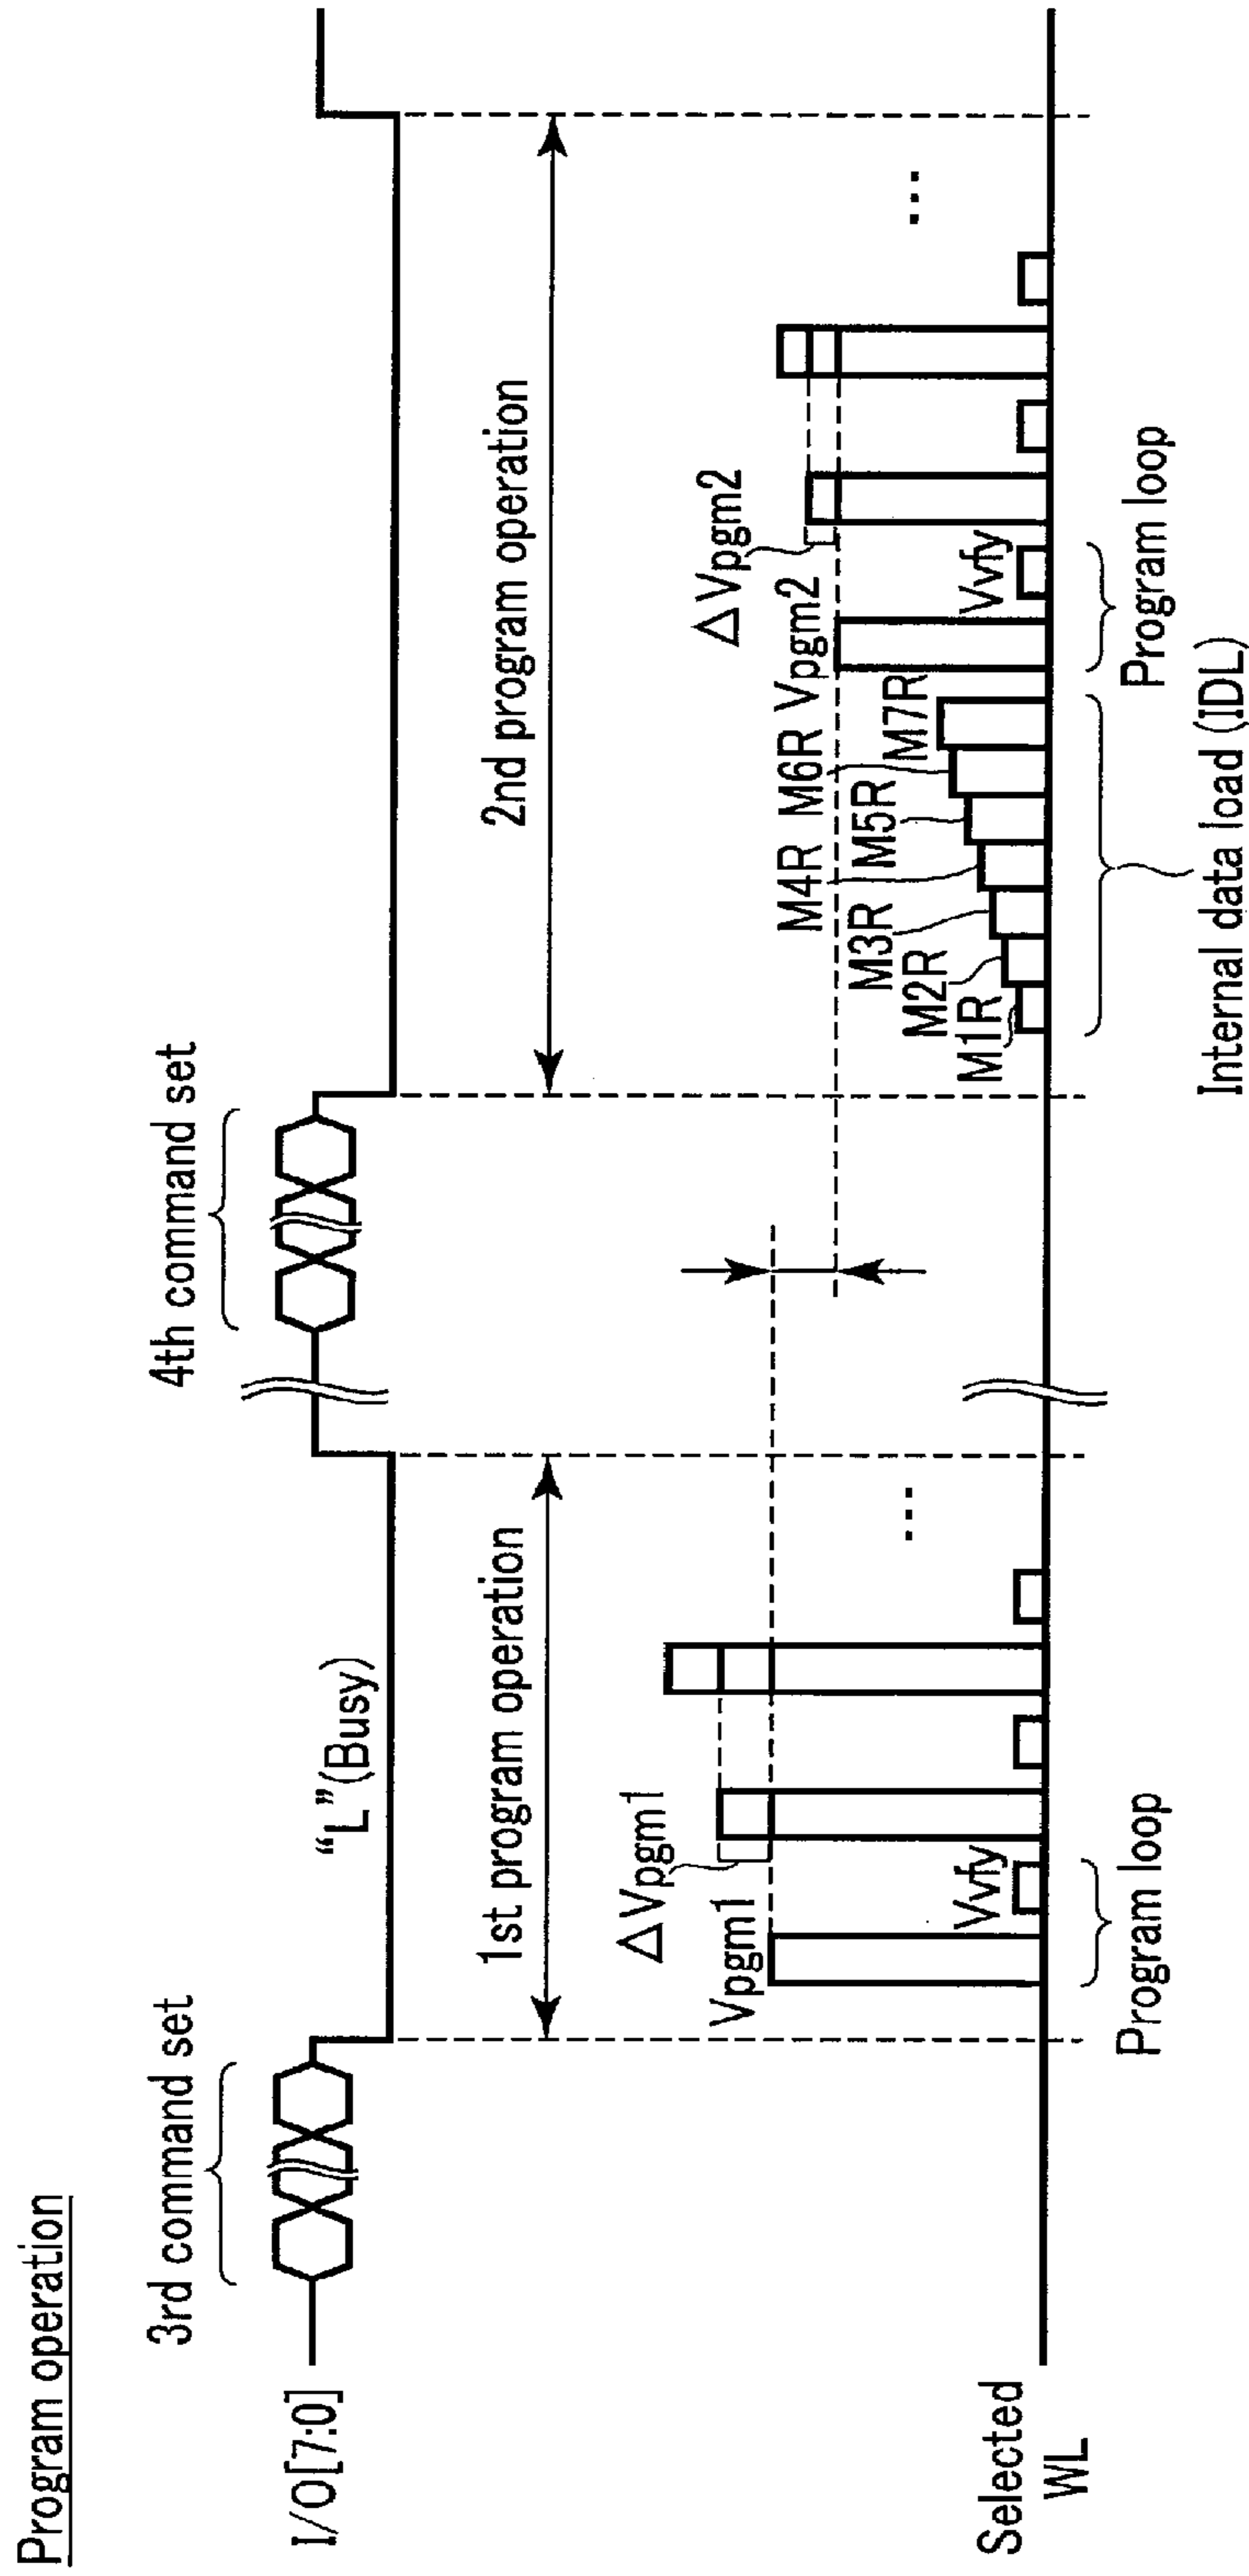 Program operation
3rd command set
4th command set
I/O[7:0]
“L”(Busy)
1st program operation
2nd program operation
ΔVpgm1
Vpgm1
Vvfy
ΔVpgm2
Vpgm2
Vvfy
M1R
M2R
M3R
M4R
M5R
M6R
M7R
Selected
WL
Program loop
Program loop
Internal data load (IDL)
...
...